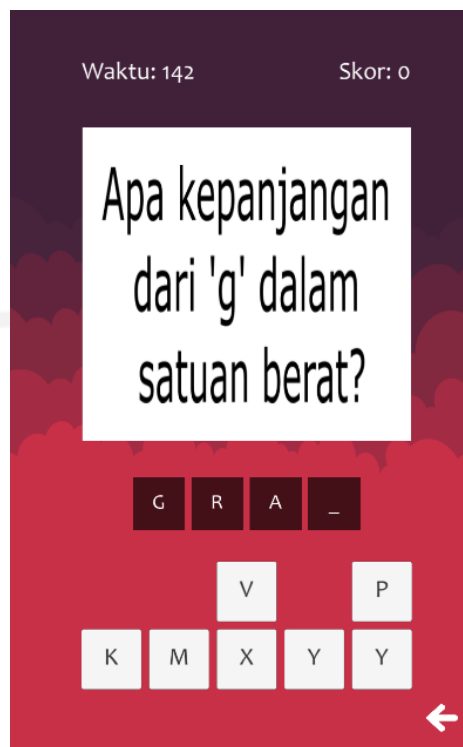 Waktu: 142 Skor: 0
Apa kepanjangan
dari 'g' dalam
satuan berat?
G R A _
V P
K M X Y Y